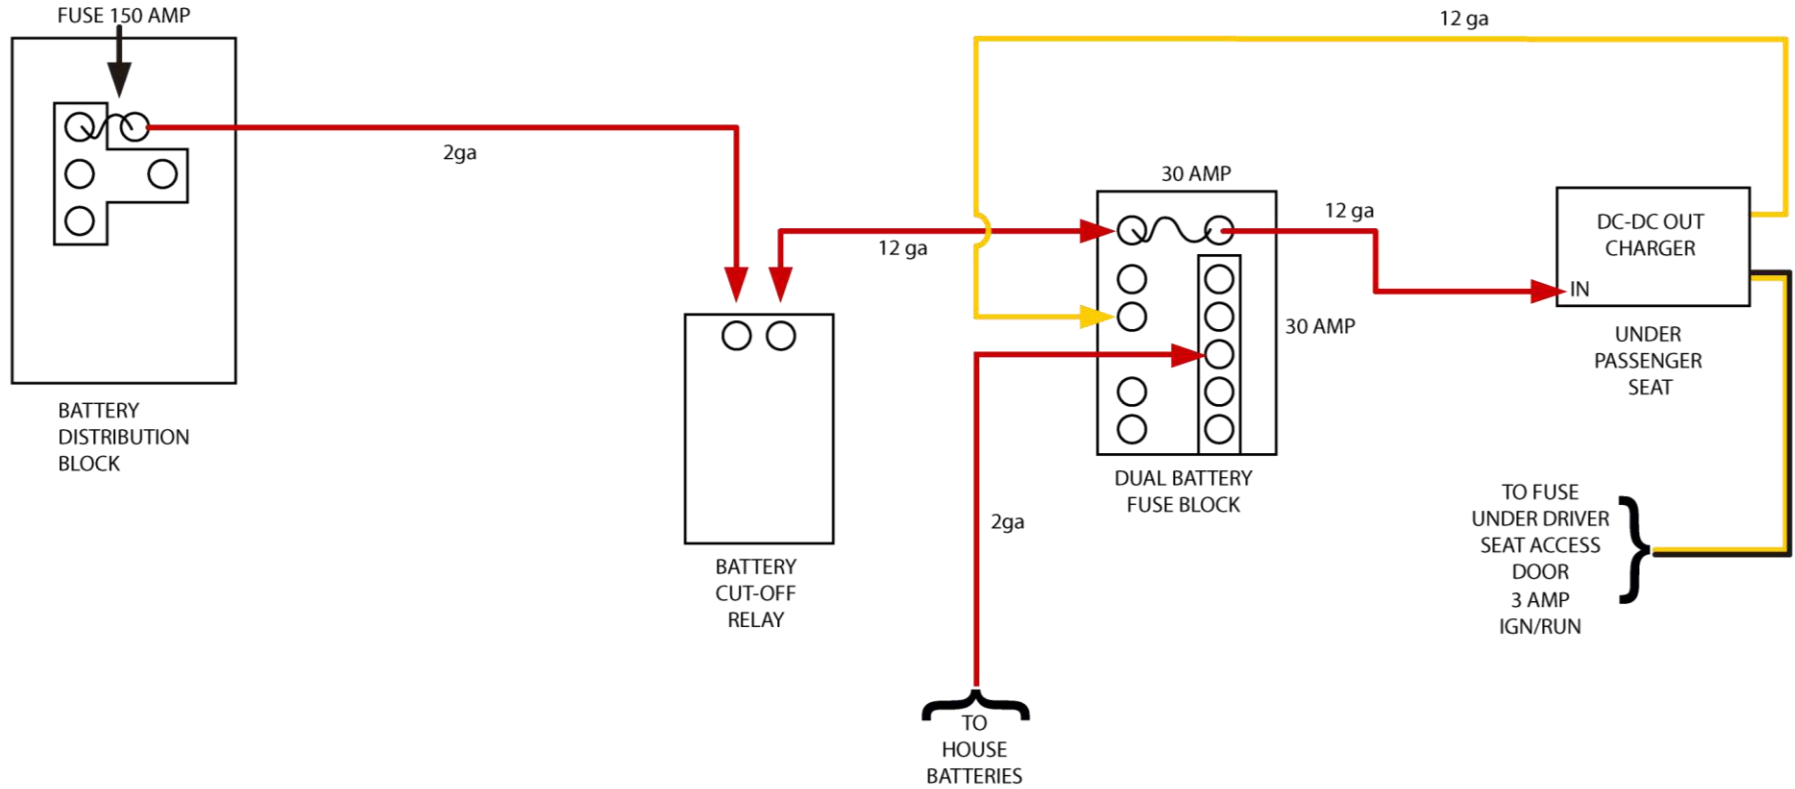 FUSE 150 AMP
12 ga
2ga
30 AMP
12 ga
12 ga
DC-DC OUT
CHARGER
IN
30 AMP
UNDER
PASSENGER
SEAT
BATTERY
DISTRIBUTION
BLOCK
DUAL BATTERY
FUSE BLOCK
2ga
TO FUSE
UNDER DRIVER
SEAT ACCESS
DOOR
3 AMP
IGN/RUN
BATTERY
CUT-OFF
RELAY
TO
HOUSE
BATTERIES